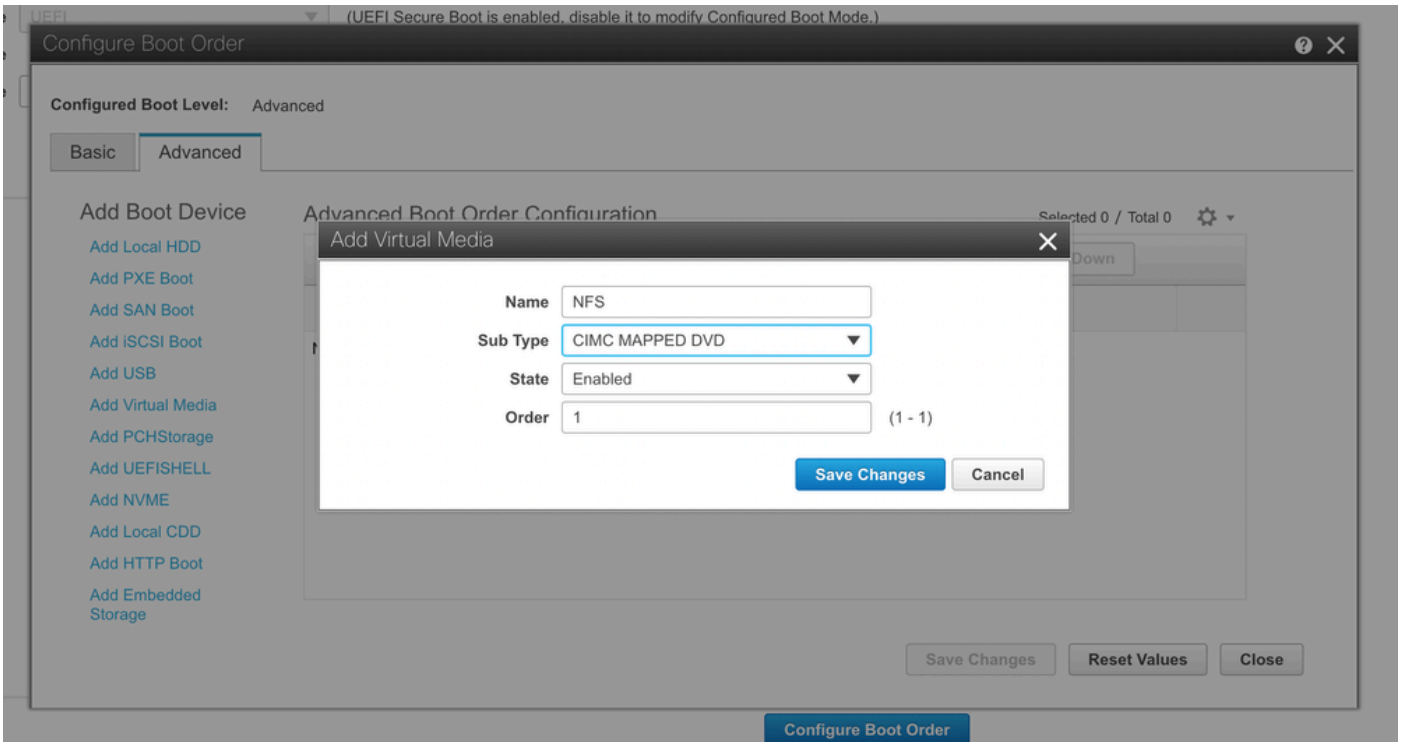 UEFI (UEFI Secure Boot is enabled, disable it to modify Configured Boot Mode.)
Configure Boot Order
Configured Boot Level: Advanced
Basic Advanced
Add Boot Device
Add Local HDD
Add PXE Boot
Add SAN Boot
Add iSCSI Boot
Add USB
Add Virtual Media
Add PCHStorage
Add UEFISHELL
Add NVME
Add Local CDD
Add HTTP Boot
Add Embedded
Storage
Advanced Boot Order Configuration
Selected 0 / Total 0
Down
Add Virtual Media
Name NFS
Sub Type CIMC MAPPED DVD
State Enabled
Order 1 (1 - 1)
Save Changes Cancel
Save Changes Reset Values Close
Configure Boot Order